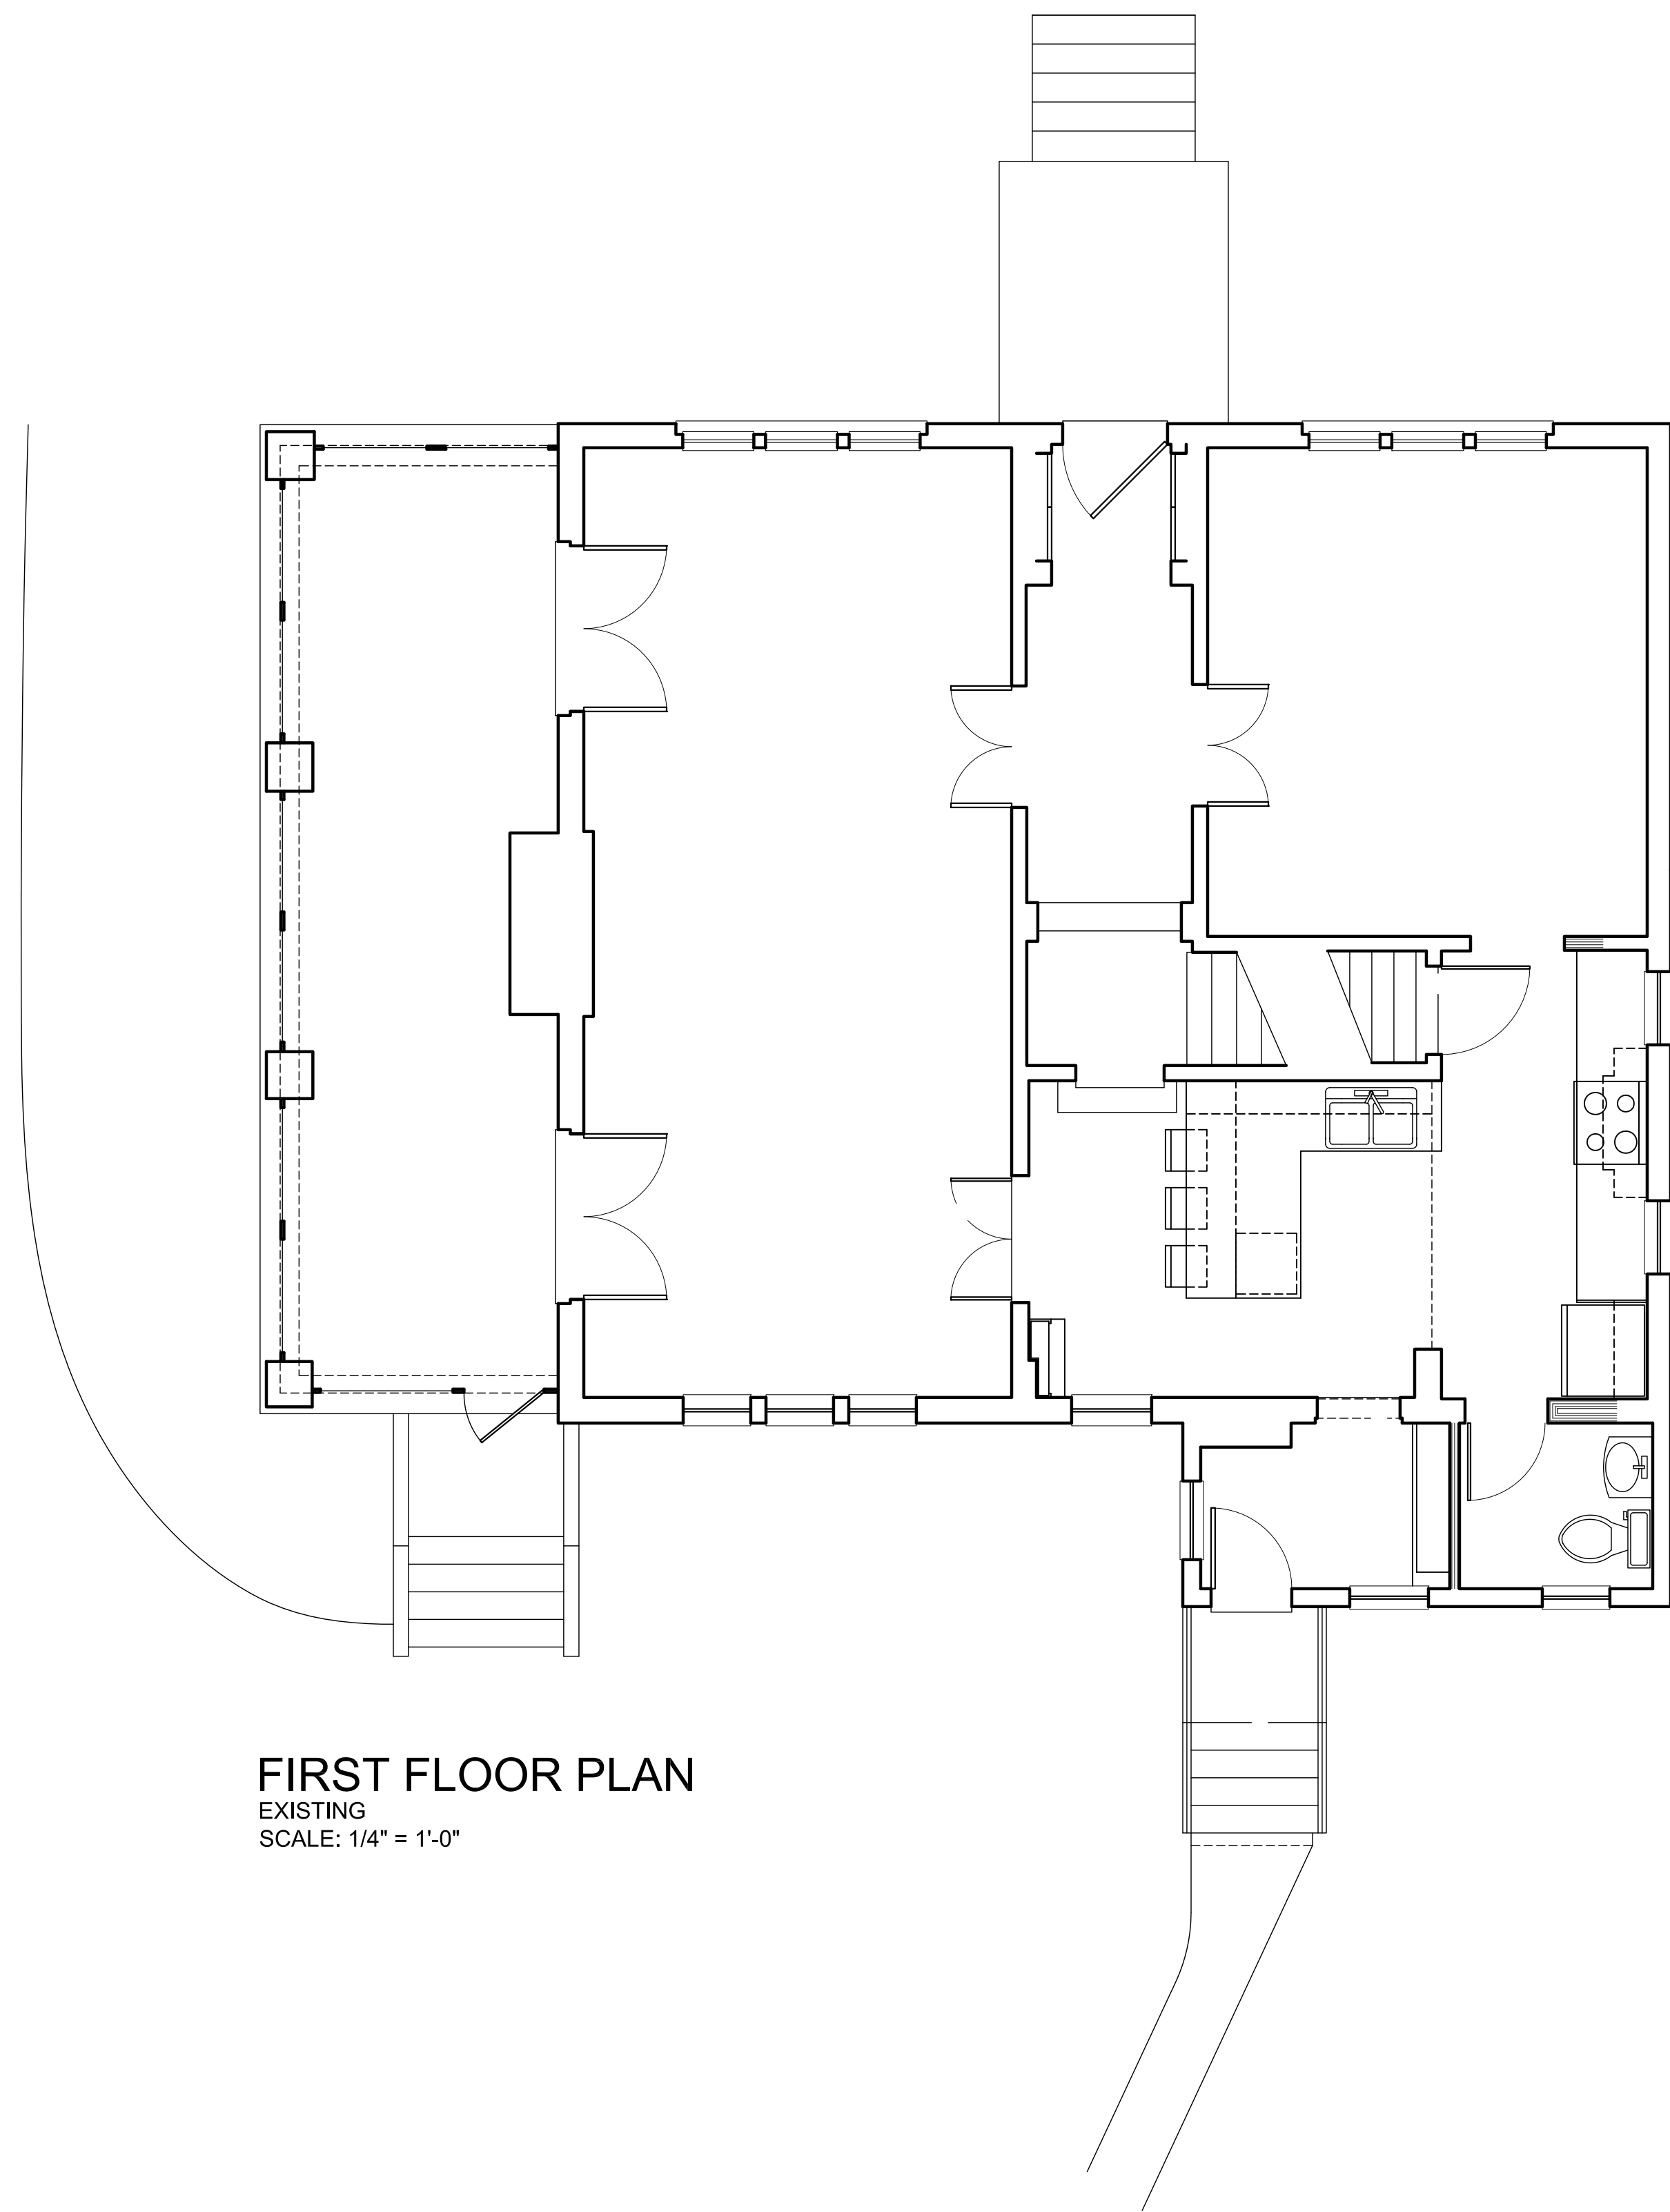 FIRST FLOOR PLAN
EXISTING
SCALE: 1/4" = 1'-0"